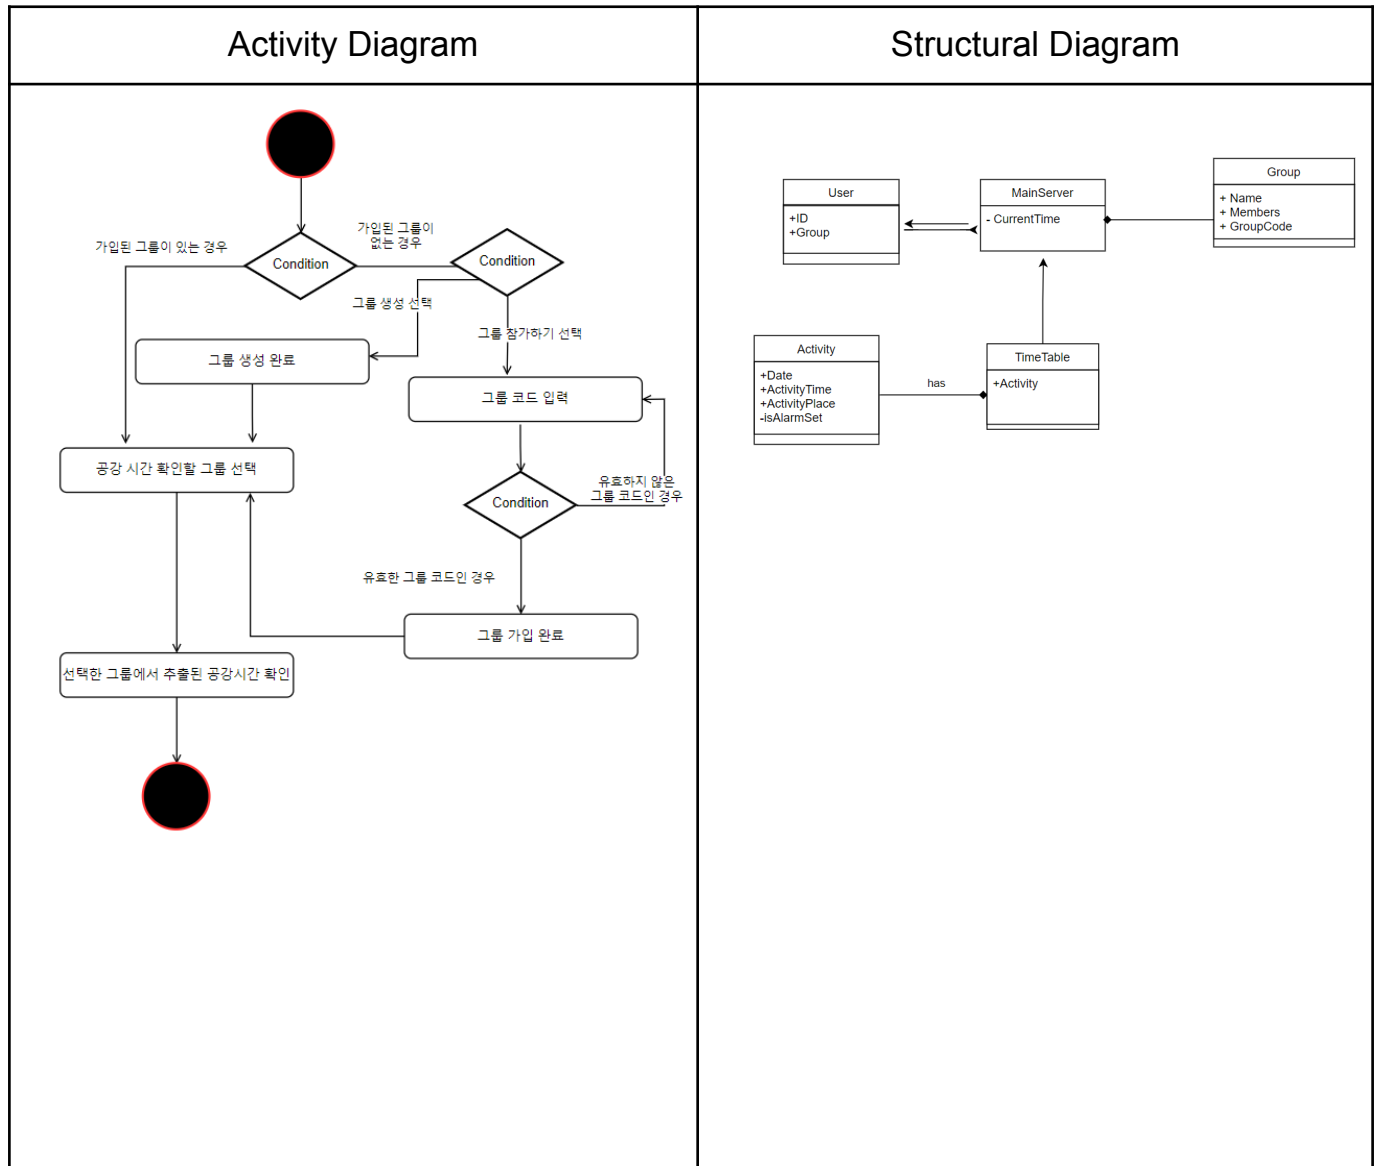 Activity Diagram
Structural Diagram
가입된 그룹이 있는 경우
Condition
가입된 그룹이
없는 경우
Condition
그룹 생성 선택
그룹 참가하기 선택
그룹 생성 완료
그룹 코드 입력
공강 시간 확인할 그룹 선택
Condition
유효하지 않은
그룹 코드인 경우
유효한 그룹 코드인 경우
그룹 가입 완료
선택한 그룹에서 추출된 공강시간 확인
User
+ID
+Group
MainServer
- CurrentTime
Group
+ Name
+ Members
+ GroupCode
Activity
+Date
+ActivityTime
+ActivityPlace
-isAlarmSet
has
TimeTable
+Activity